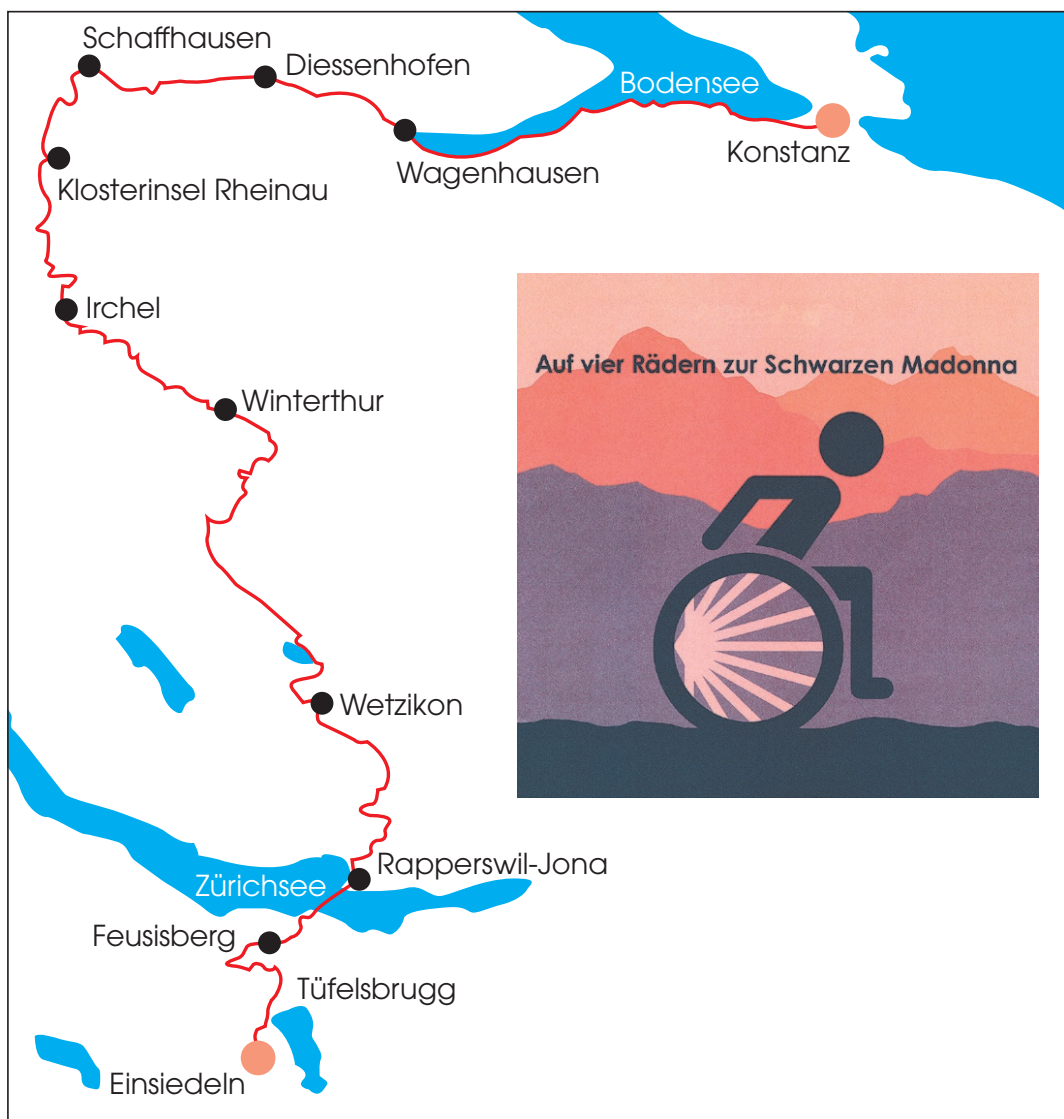 Schaffhausen
Diessenhofen
Bodensee
Konstanz
Wagenhausen
Klosterinsel Rheinau
Irchel
Auf vier Rädern zur Schwarzen Madonna
Winterthur
Wetzikon
Rapperswil-Jona
Zürichsee
Feusisberg
Tüfelsbrugg
Einsiedeln